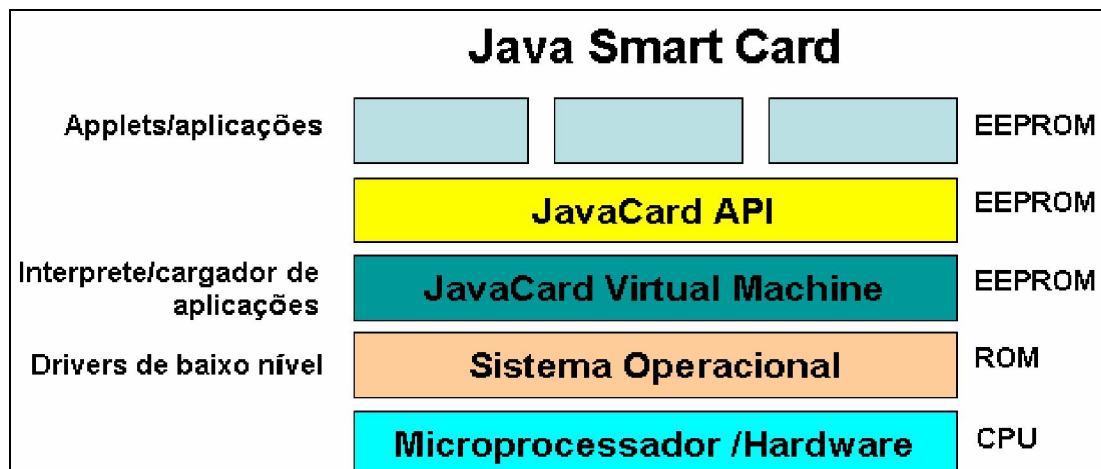 Java Smart Card
Applets/aplicações
EEPROM
JavaCard API
EEPROM
Interprete/cargador de
aplicações
JavaCard Virtual Machine
EEPROM
Drivers de baixo nível
Sistema Operacional
ROM
Microprocessador /Hardware
CPU